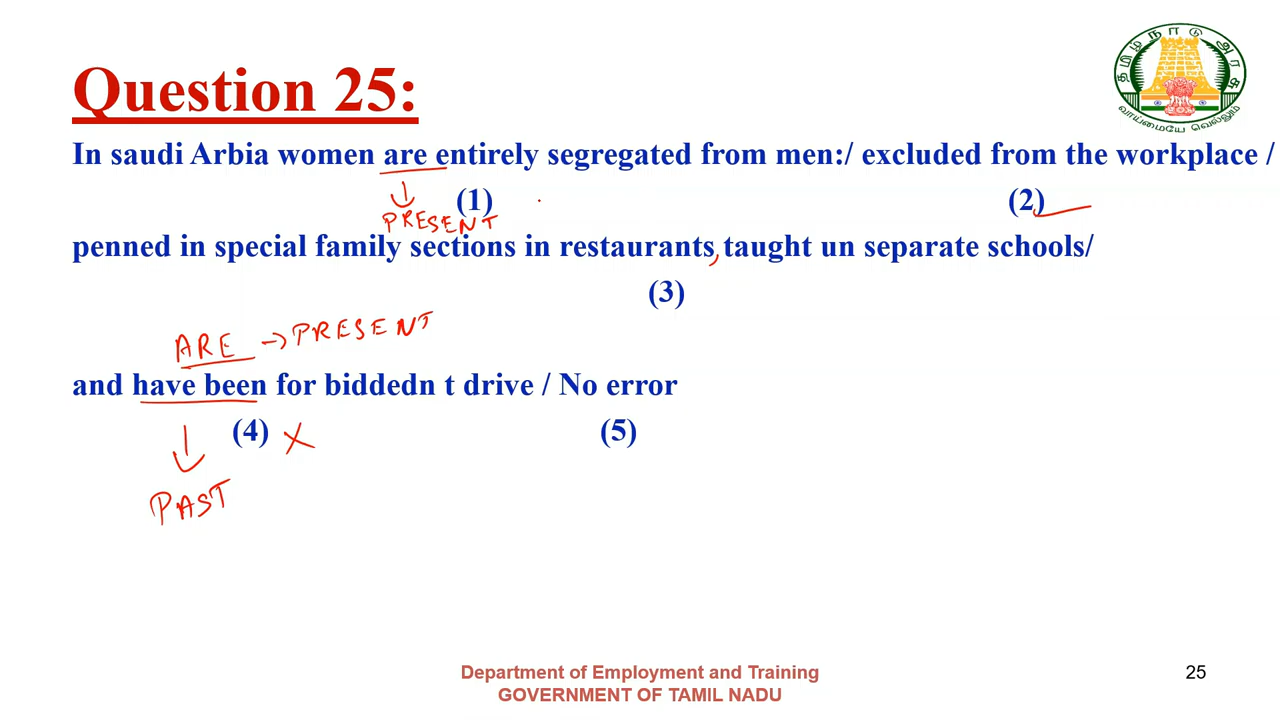 Question 25:
In saudi Arbia women are entirely segregated from men:/ excluded from the workplace /
(1) (2)
PRESENT
penned in special family sections in restaurants, taught un separate schools/
(3)
ARE → PRESENT
and have been for biddedn t drive / No error
(4) X (5)
PAST
தமிழ்நாடு அரசு
வாய்மையே வெல்லும்
Department of Employment and Training
GOVERNMENT OF TAMIL NADU
25